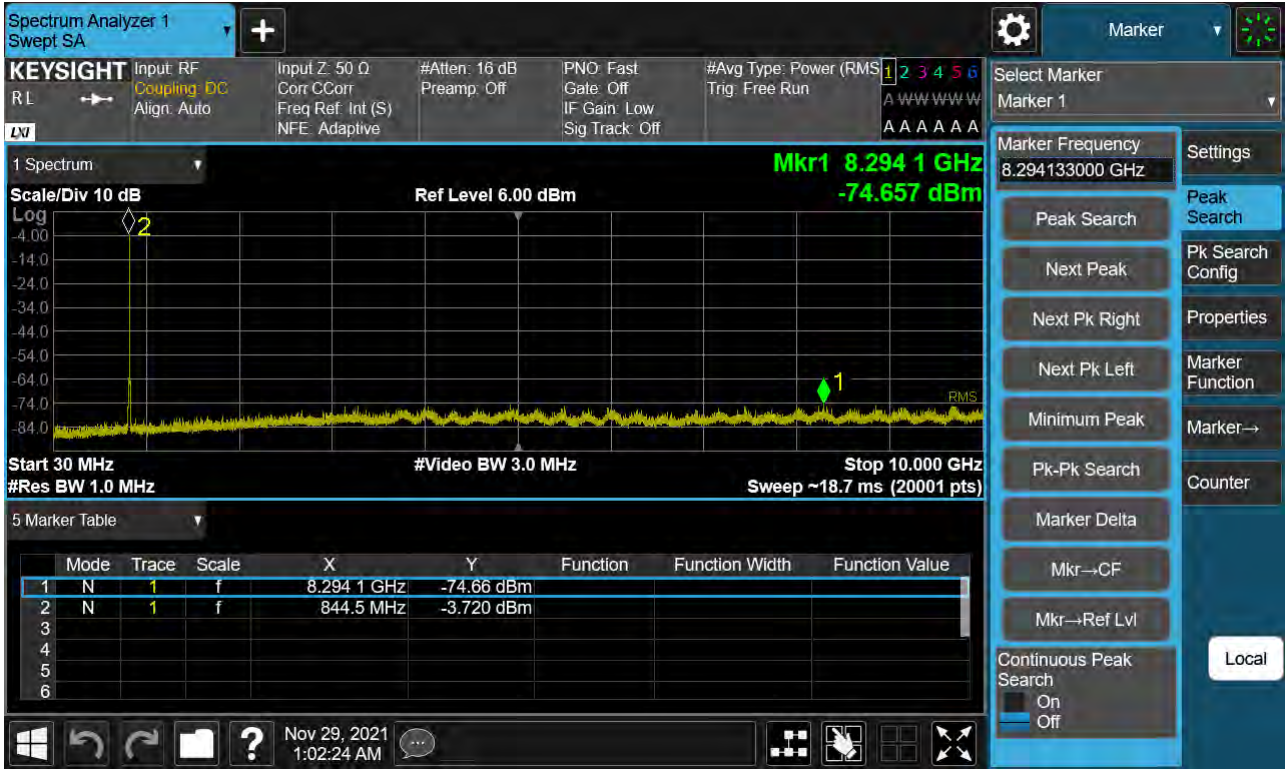 Spectrum Analyzer 1
Swept SA
Marker
KEYSIGHT
RL
LXI
Input: RF
Coupling: DC
Align: Auto
Input Z: 50 Ω
Corr CCorr
Freq Ref: Int (S)
NFE: Adaptive
#Atten: 16 dB
Preamp: Off
PNO: Fast
Gate: Off
IF Gain: Low
Sig Track: Off
#Avg Type: Power (RMS
Trig: Free Run
1 2 3 4 5 6
A W W W W W
A A A A A A
1 Spectrum
Mkr1 8.294 1 GHz
-74.657 dBm
Scale/Div 10 dB
Ref Level 6.00 dBm
Log
-4.00
-14.0
-24.0
-34.0
-44.0
-54.0
-64.0
-74.0
-84.0
2
1
RMS
Start 30 MHz
#Video BW 3.0 MHz
Stop 10.000 GHz
#Res BW 1.0 MHz
Sweep ~18.7 ms (20001 pts)
5 Marker Table
Mode Trace Scale X Y Function Function Width Function Value
1 N 1 f 8.294 1 GHz -74.66 dBm
2 N 1 f 844.5 MHz -3.720 dBm
3
4
5
6
Nov 29, 2021
1:02:24 AM
Select Marker
Marker 1
Marker Frequency
8.294133000 GHz
Peak Search
Next Peak
Next Pk Right
Next Pk Left
Minimum Peak
Pk-Pk Search
Marker Delta
Mkr→CF
Mkr→Ref Lvl
Continuous Peak
Search
On
Off
Settings
Peak
Search
Pk Search
Config
Properties
Marker
Function
Marker→
Counter
Local